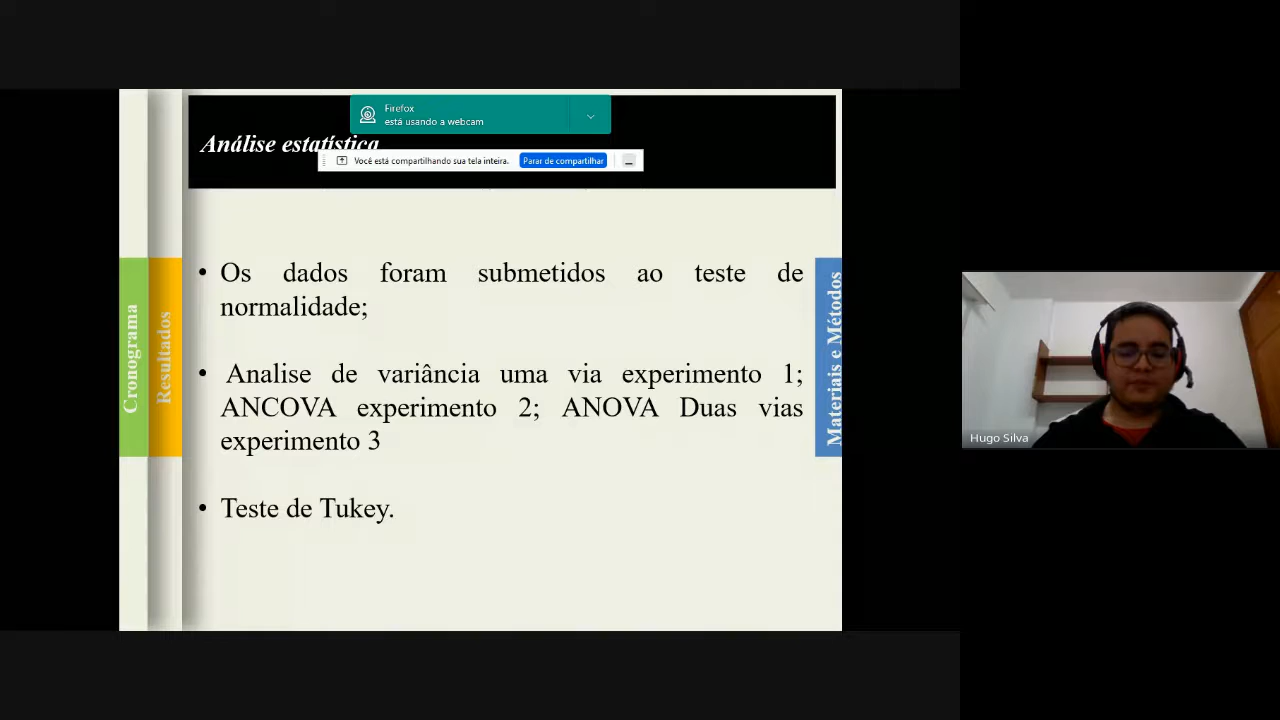 Firefox
está usando a webcam
Análise estatística
Você está compartilhando sua tela inteira.
Parar de compartilhar
• Os dados foram submetidos ao teste de
normalidade;
• Analise de variância uma via experimento 1;
ANCOVA experimento 2; ANOVA Duas vias
experimento 3
• Teste de Tukey.
Cronograma
Resultados
Materiais e Métodos
Hugo Silva